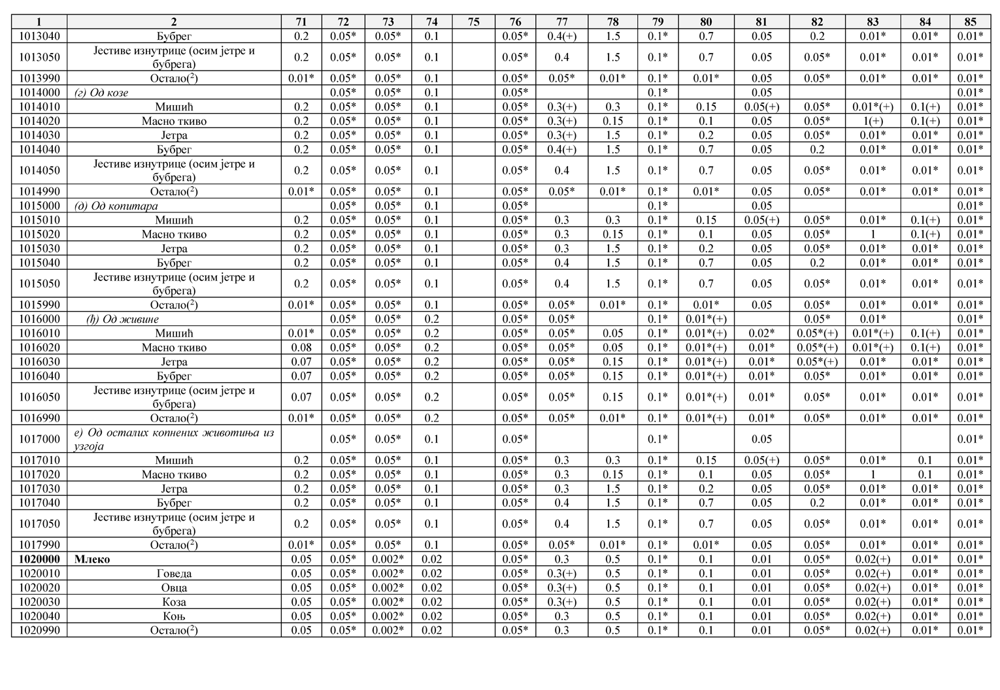 1 2 71 72 73 74 75 76 77 78 79 80 81 82 83 84 85
1013040 Бубрег 0.2 0.05* 0.05* 0.1 0.05* 0.4(+) 1.5 0.1* 0.7 0.05 0.2 0.01* 0.01* 0.01*
1013050 Јестиве изнутрице (осим јетре и
бубрега) 0.2 0.05* 0.05* 0.1 0.05* 0.4 1.5 0.1* 0.7 0.05 0.05* 0.01* 0.01* 0.01*
1013990 Остало(²) 0.01* 0.05* 0.05* 0.1 0.05* 0.05* 0.01* 0.1* 0.01* 0.05 0.05* 0.01* 0.01* 0.01*
1014000 (г) Од козе 0.05* 0.05* 0.1 0.05* 0.1* 0.05 0.01*
1014010 Мишић 0.2 0.05* 0.05* 0.1 0.05* 0.3(+) 0.3 0.1* 0.15 0.05(+) 0.05* 0.01*(+) 0.1(+) 0.01*
1014020 Масно ткиво 0.2 0.05* 0.05* 0.1 0.05* 0.3(+) 0.15 0.1* 0.1 0.05 0.05* 1(+) 0.1(+) 0.01*
1014030 Јетра 0.2 0.05* 0.05* 0.1 0.05* 0.3(+) 1.5 0.1* 0.2 0.05 0.05* 0.01* 0.01* 0.01*
1014040 Бубрег 0.2 0.05* 0.05* 0.1 0.05* 0.4(+) 1.5 0.1* 0.7 0.05 0.2 0.01* 0.01* 0.01*
1014050 Јестиве изнутрице (осим јетре и
бубрега) 0.2 0.05* 0.05* 0.1 0.05* 0.4 1.5 0.1* 0.7 0.05 0.05* 0.01* 0.01* 0.01*
1014990 Остало(²) 0.01* 0.05* 0.05* 0.1 0.05* 0.05* 0.01* 0.1* 0.01* 0.05 0.05* 0.01* 0.01* 0.01*
1015000 (д) Од копитара 0.05* 0.05* 0.1 0.05* 0.1* 0.05 0.01*
1015010 Мишић 0.2 0.05* 0.05* 0.1 0.05* 0.3 0.3 0.1* 0.15 0.05(+) 0.05* 0.01* 0.1(+) 0.01*
1015020 Масно ткиво 0.2 0.05* 0.05* 0.1 0.05* 0.3 0.15 0.1* 0.1 0.05 0.05* 1 0.1(+) 0.01*
1015030 Јетра 0.2 0.05* 0.05* 0.1 0.05* 0.3 1.5 0.1* 0.2 0.05 0.05* 0.01* 0.01* 0.01*
1015040 Бубрег 0.2 0.05* 0.05* 0.1 0.05* 0.4 1.5 0.1* 0.7 0.05 0.2 0.01* 0.01* 0.01*
1015050 Јестиве изнутрице (осим јетре и
бубрега) 0.2 0.05* 0.05* 0.1 0.05* 0.4 1.5 0.1* 0.7 0.05 0.05* 0.01* 0.01* 0.01*
1015990 Остало(²) 0.01* 0.05* 0.05* 0.1 0.05* 0.05* 0.01* 0.1* 0.01* 0.05 0.05* 0.01* 0.01* 0.01*
1016000 (ђ) Од живине 0.05* 0.05* 0.2 0.05* 0.05* 0.1* 0.01*(+) 0.05* 0.01* 0.01*
1016010 Мишић 0.01* 0.05* 0.05* 0.2 0.05* 0.05* 0.05 0.1* 0.01*(+) 0.02* 0.05*(+) 0.01*(+) 0.1(+) 0.01*
1016020 Масно ткиво 0.08 0.05* 0.05* 0.2 0.05* 0.05* 0.05 0.1* 0.01*(+) 0.01* 0.05*(+) 0.01*(+) 0.1(+) 0.01*
1016030 Јетра 0.07 0.05* 0.05* 0.2 0.05* 0.05* 0.15 0.1* 0.01*(+) 0.01* 0.05*(+) 0.01* 0.01* 0.01*
1016040 Бубрег 0.07 0.05* 0.05* 0.2 0.05* 0.05* 0.15 0.1* 0.01*(+) 0.01* 0.05* 0.01* 0.01* 0.01*
1016050 Јестиве изнутрице (осим јетре и
бубрега) 0.07 0.05* 0.05* 0.2 0.05* 0.05* 0.15 0.1* 0.01*(+) 0.01* 0.05* 0.01* 0.01* 0.01*
1016990 Остало(²) 0.01* 0.05* 0.05* 0.2 0.05* 0.05* 0.01* 0.1* 0.01*(+) 0.01* 0.05* 0.01* 0.01* 0.01*
1017000 е) Од осталих копнених животиња из
узгоја 0.05* 0.05* 0.1 0.05* 0.1* 0.05 0.01*
1017010 Мишић 0.2 0.05* 0.05* 0.1 0.05* 0.3 0.3 0.1* 0.15 0.05(+) 0.05* 0.01* 0.1 0.01*
1017020 Масно ткиво 0.2 0.05* 0.05* 0.1 0.05* 0.3 0.15 0.1* 0.1 0.05 0.05* 1 0.1 0.01*
1017030 Јетра 0.2 0.05* 0.05* 0.1 0.05* 0.3 1.5 0.1* 0.2 0.05 0.05* 0.01* 0.01* 0.01*
1017040 Бубрег 0.2 0.05* 0.05* 0.1 0.05* 0.4 1.5 0.1* 0.7 0.05 0.2 0.01* 0.01* 0.01*
1017050 Јестиве изнутрице (осим јетре и
бубрега) 0.2 0.05* 0.05* 0.1 0.05* 0.4 1.5 0.1* 0.7 0.05 0.05* 0.01* 0.01* 0.01*
1017990 Остало(²) 0.01* 0.05* 0.05* 0.1 0.05* 0.05* 0.01* 0.1* 0.01* 0.05 0.05* 0.01* 0.01* 0.01*
1020000 Млеко 0.05 0.05* 0.002* 0.02 0.05* 0.3 0.5 0.1* 0.1 0.01 0.05* 0.02(+) 0.01* 0.01*
1020010 Говеда 0.05 0.05* 0.002* 0.02 0.05* 0.3(+) 0.5 0.1* 0.1 0.01 0.05* 0.02(+) 0.01* 0.01*
1020020 Овца 0.05 0.05* 0.002* 0.02 0.05* 0.3(+) 0.5 0.1* 0.1 0.01 0.05* 0.02(+) 0.01* 0.01*
1020030 Коза 0.05 0.05* 0.002* 0.02 0.05* 0.3(+) 0.5 0.1* 0.1 0.01 0.05* 0.02(+) 0.01* 0.01*
1020040 Коњ 0.05 0.05* 0.002* 0.02 0.05* 0.3 0.5 0.1* 0.1 0.01 0.05* 0.02(+) 0.01* 0.01*
1020990 Остало(²) 0.05 0.05* 0.002* 0.02 0.05* 0.3 0.5 0.1* 0.1 0.01 0.05* 0.02(+) 0.01* 0.01*